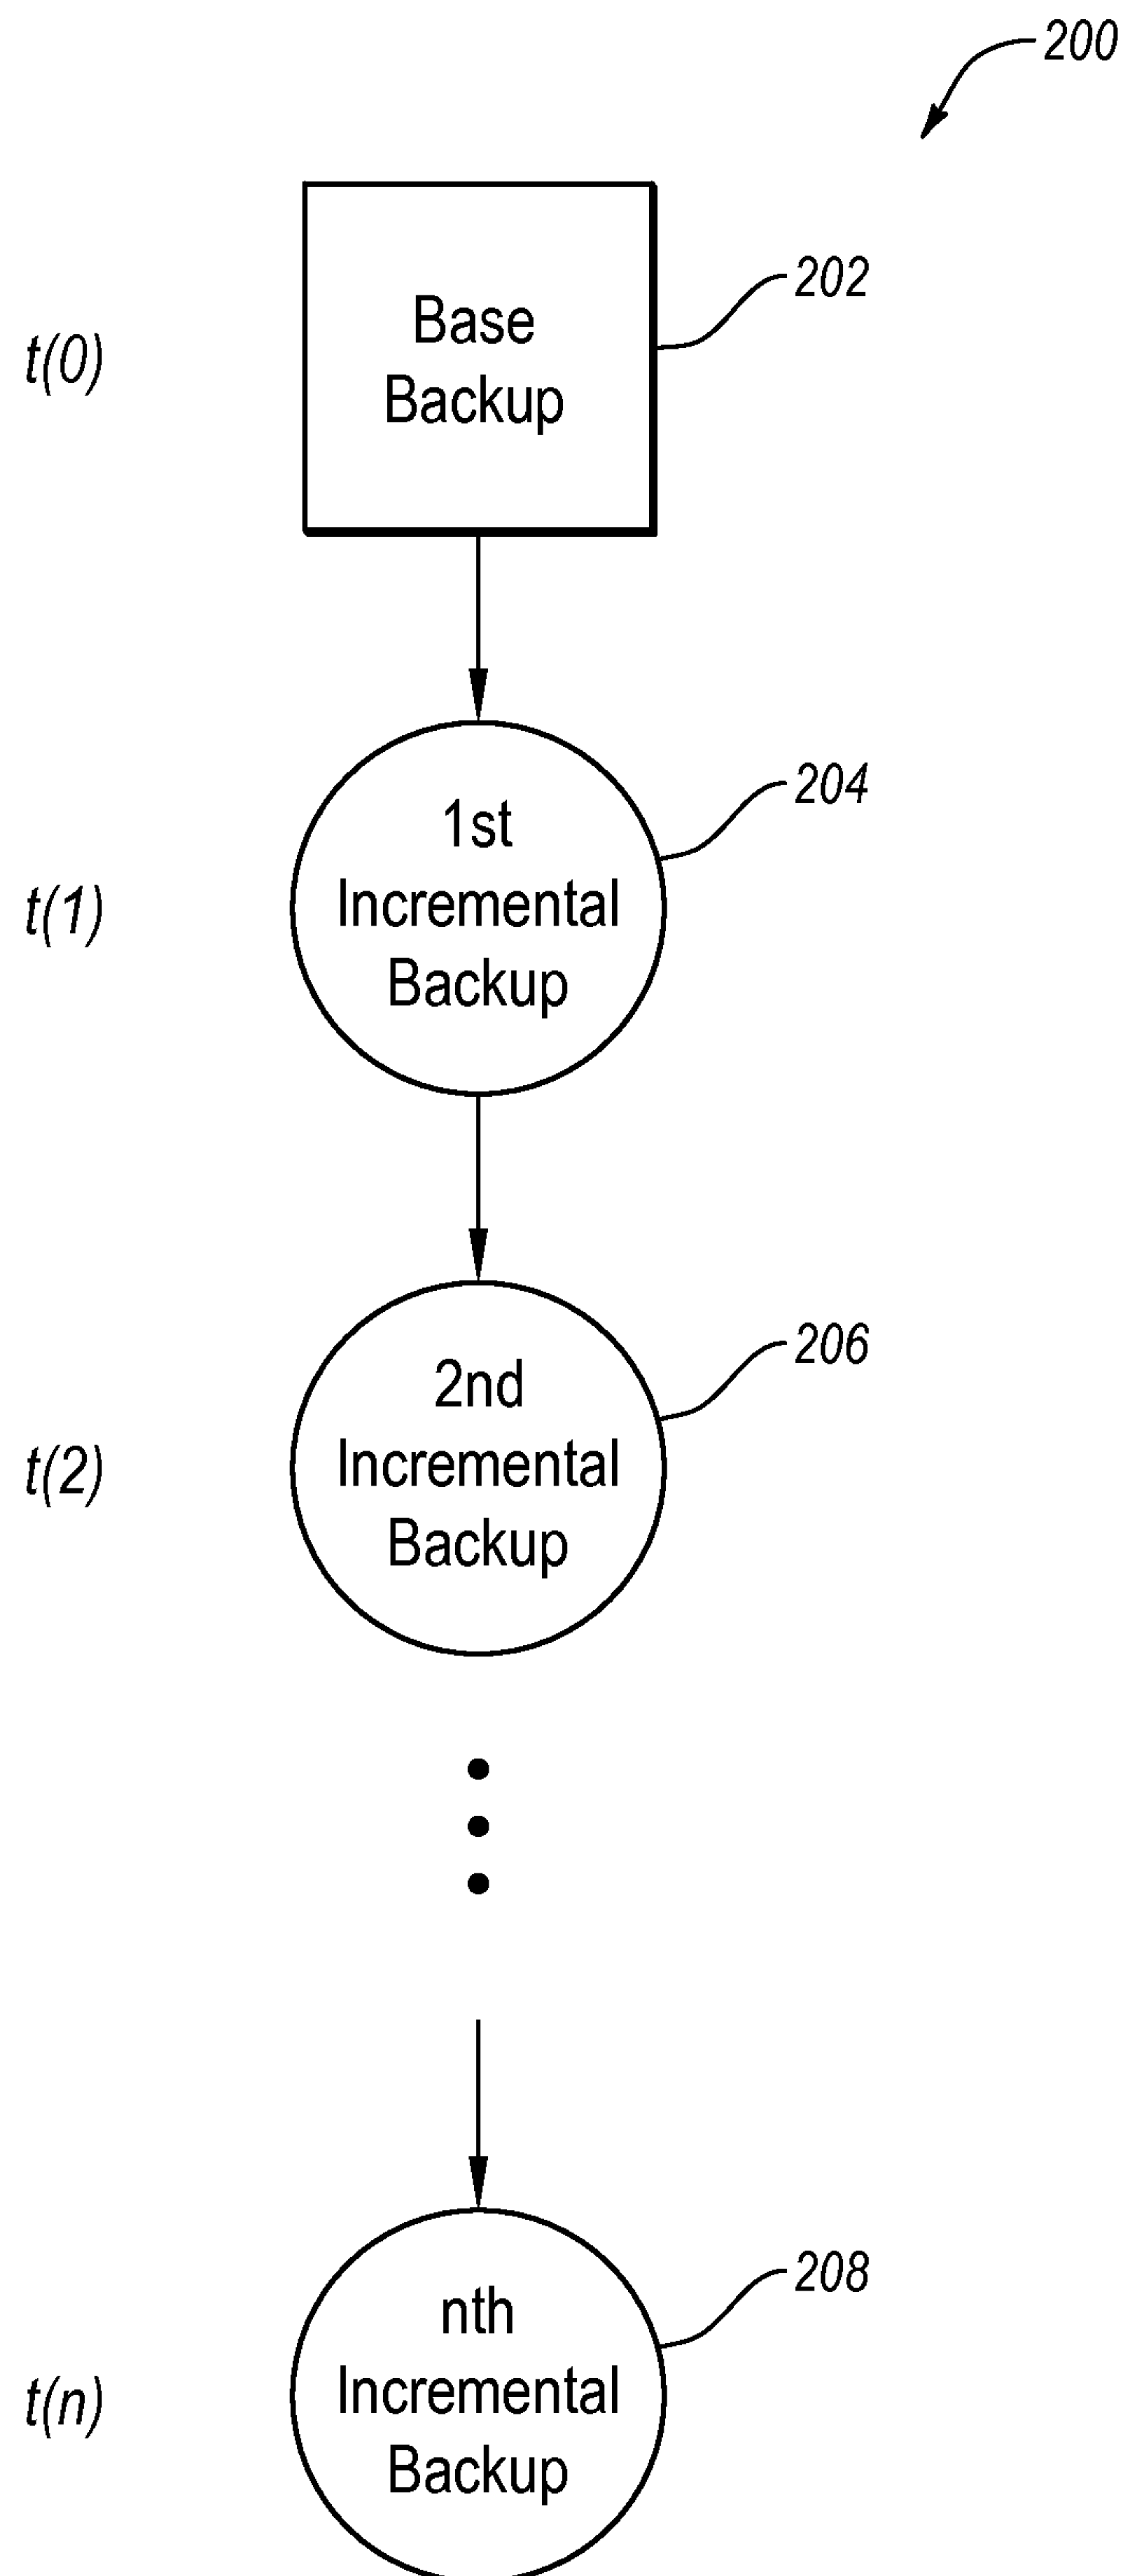 200
Base
Backup
202
t(0)
1st
Incremental
Backup
204
t(1)
2nd
Incremental
Backup
206
t(2)
nth
Incremental
Backup
208
t(n)